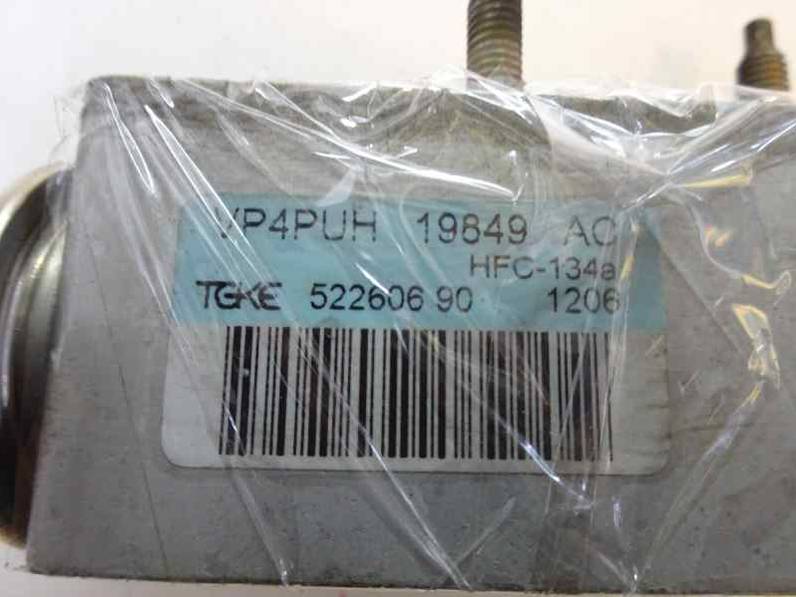 VP4PUH 19849 AC
HFC-134a
TGKE 522606 90 1206